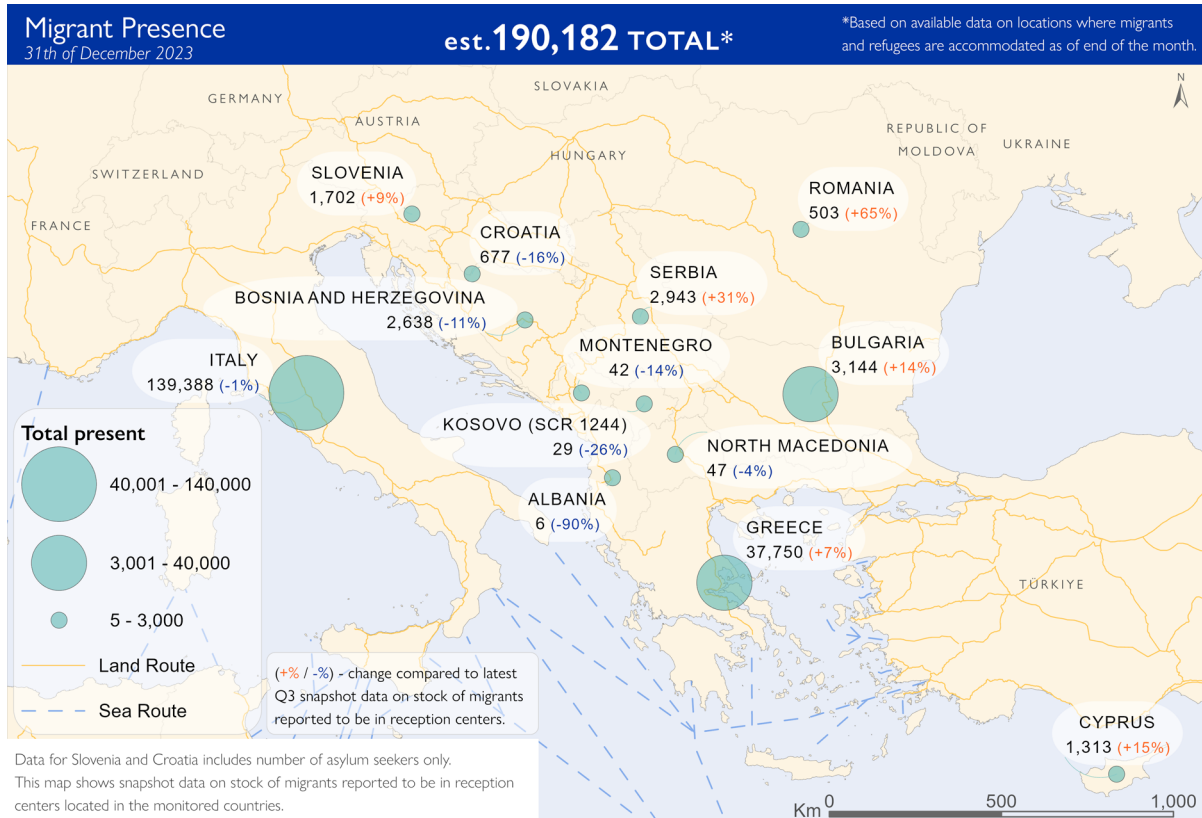 Migrant Presence
31th of December 2023
est.190,182 TOTAL*
*Based on available data on locations where migrants
and refugees are accommodated as of end of the month.
N
SLOVAKIA
GERMANY
AUSTRIA
REPUBLIC OF
MOLDOVA
UKRAINE
HUNGARY
SWITZERLAND
FRANCE
SLOVENIA
1,702 (+9%)
ROMANIA
503 (+65%)
CROATIA
677 (-16%)
SERBIA
2,943 (+31%)
BOSNIA AND HERZEGOVINA
2,638 (-11%)
MONTENEGRO
42 (-14%)
BULGARIA
3,144 (+14%)
ITALY
139,388 (-1%)
KOSOVO (SCR 1244)
29 (-26%)
NORTH MACEDONIA
47 (-4%)
ALBANIA
6 (-90%)
GREECE
37,750 (+7%)
TÜRKIYE
CYPRUS
1,313 (+15%)
Total present
40,001 - 140,000
3,001 - 40,000
5 - 3,000
Land Route
Sea Route
(+% / -%) - change compared to latest
Q3 snapshot data on stock of migrants
reported to be in reception centers.
Data for Slovenia and Croatia includes number of asylum seekers only.
This map shows snapshot data on stock of migrants reported to be in reception
centers located in the monitored countries.
Km 0 500 1,000